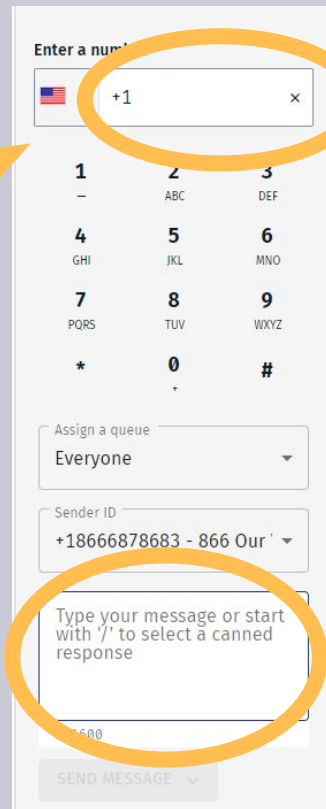 Enter a num
+1 ×
1 2 3
– ABC DEF
4 5 6
GHI JKL MNO
7 8 9
PQRS TUV WXYZ
* 0 #
+
Assign a queue
Everyone
Sender ID
+18666878683 - 866 Our
Type your message or start
with '/' to select a canned
response
1600
SEND MESSAGE